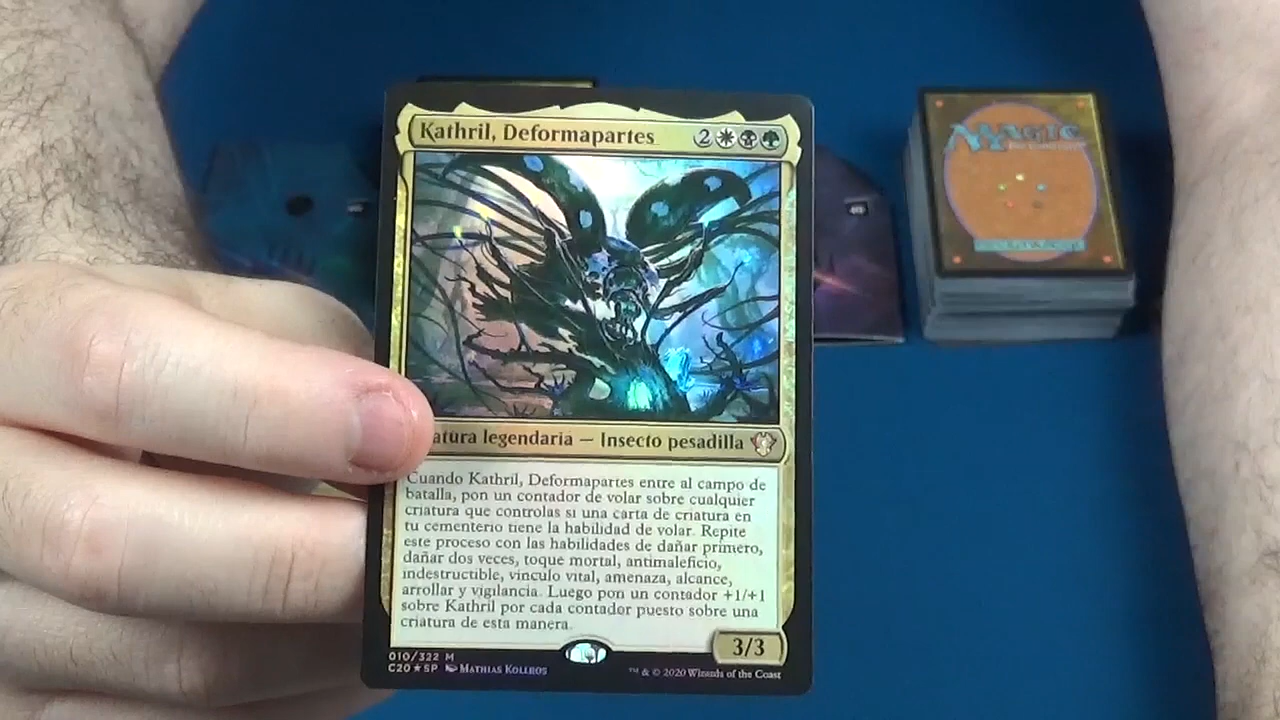 Kathril, Deformapartes
2
MAGIC
atura legendaria — Insecto pesadilla
Cuando Kathril, Deformapartes entre al campo de
batalla, pon un contador de volar sobre cualquier
criatura que controlas si una carta de criatura en
tu cementerio tiene la habilidad de volar. Repite
este proceso con las habilidades de dañar primero,
dañar dos veces, toque mortal, antimaleficio,
indestructible, vínculo vital, amenaza, alcance,
arrollar y vigilancia. Luego pon un contador +1/+1
sobre Kathril por cada contador puesto sobre una
criatura de esta manera.
3/3
010/322 M
C20 ★ SP Mathias Kollros
™ & © 2020 Wizards of the Coast